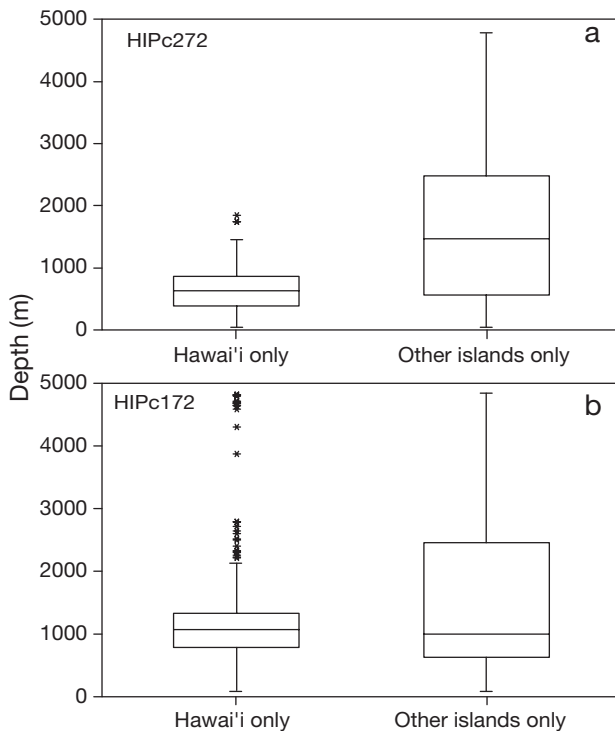 5000
HIPc272
a
4000
3000
2000
1000
0
Hawai'i only
Other islands only
Depth (m)
5000
HIPc172
b
4000
3000
2000
1000
0
Hawai'i only
Other islands only